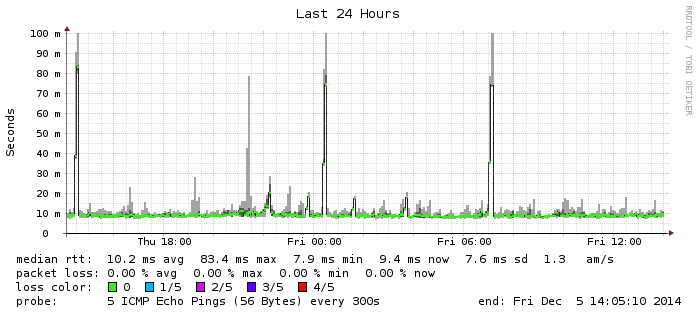 Last 24 Hours
RRDTOOL / TOBI OETIKER
Seconds
100 m
90 m
80 m
70 m
60 m
50 m
40 m
30 m
20 m
10 m
0
Thu 18:00 Fri 00:00 Fri 06:00 Fri 12:00
median rtt: 10.2 ms avg 83.4 ms max 7.9 ms min 9.4 ms now 7.6 ms sd 1.3 am/s
packet loss: 0.00 % avg 0.00 % max 0.00 % min 0.00 % now
loss color: 0 1/5 2/5 3/5 4/5
probe: 5 ICMP Echo Pings (56 Bytes) every 300s end: Fri Dec 5 14:05:10 2014